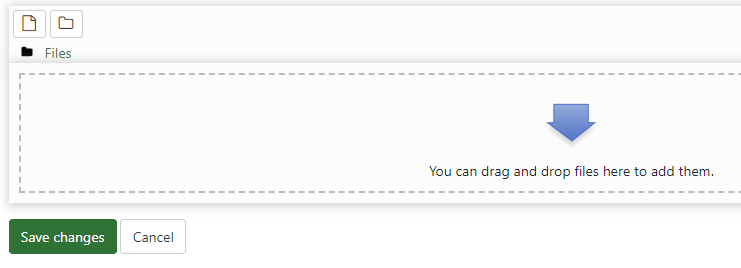 Files
You can drag and drop files here to add them.
Save changes Cancel